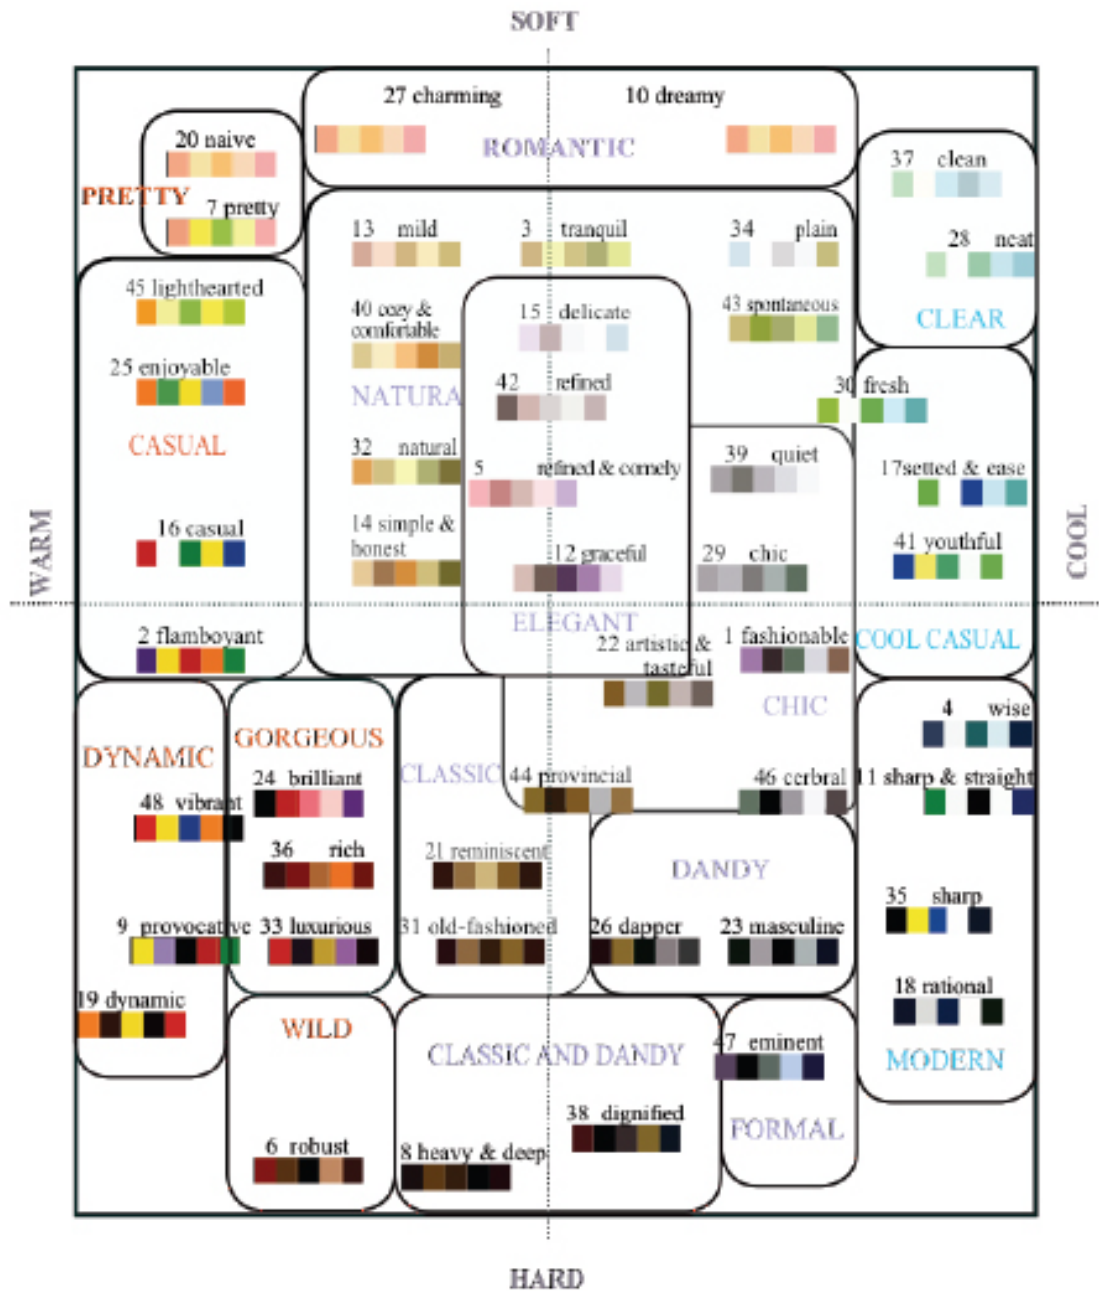 SOFT
27 charming
10 dreamy
ROMANTIC
20 naive
PRETTY
7 pretty
37 clean
28 neat
CLEAR
13 mild
3 tranquil
34 plain
45 lighthearted
40 cozy &
comfortable
15 delicate
43 spontaneous
25 enjoyable
NATURA
42 refined
30 fresh
CASUAL
32 natural
5 refined & comely
39 quiet
17setted & ease
16 casual
14 simple &
honest
12 graceful
29 chic
41 youthful
WARM
COOL
ELEGANT
2 flamboyant
22 artistic &
tasteful
1 fashionable
COOL CASUAL
CHIC
4 wise
DYNAMIC
GORGEOUS
24 brilliant
CLASSIC
44 provincial
46 cerbral
11 sharp & straight
48 vibrant
36 rich
21 reminiscent
DANDY
35 sharp
9 provocative
33 luxurious
31 old-fashioned
26 dapper
23 masculine
19 dynamic
18 rational
WILD
CLASSIC AND DANDY
47 eminent
MODERN
38 dignified
FORMAL
6 robust
8 heavy & deep
HARD